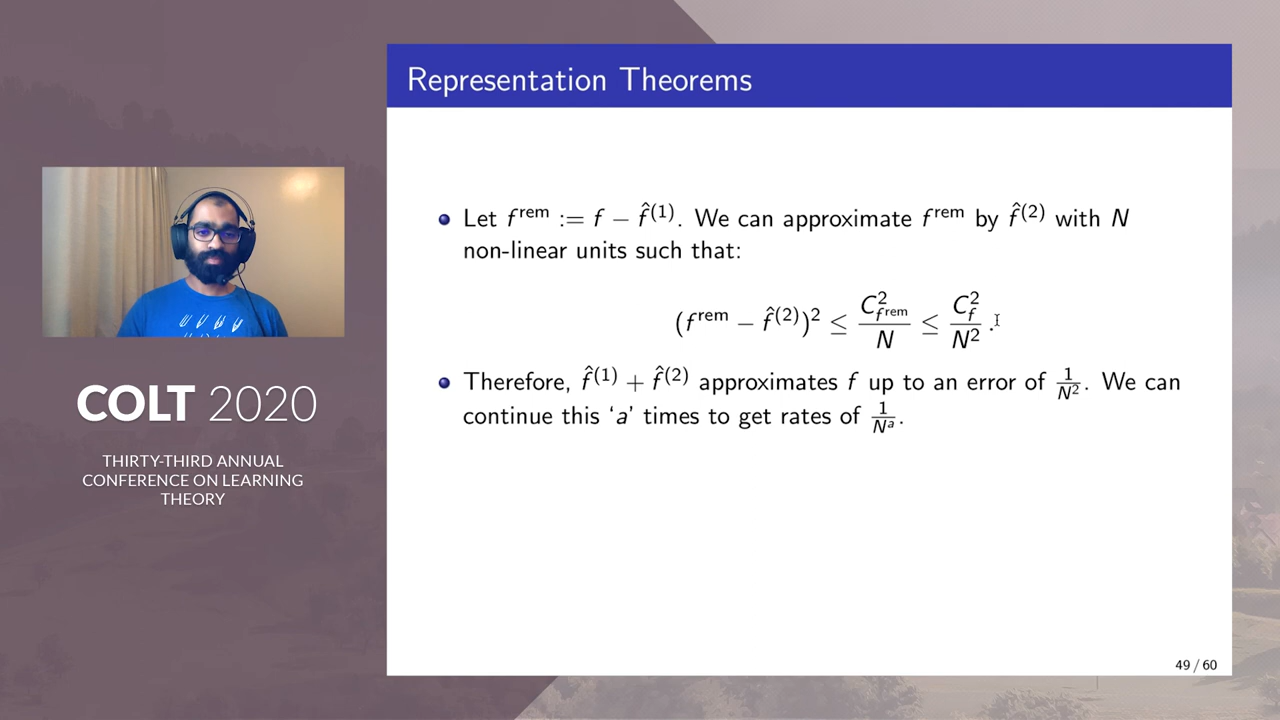 COLT 2020
THIRTY-THIRD ANNUAL
CONFERENCE ON LEARNING
THEORY
Representation Theorems
Let f^rem := f − f̂^(1). We can approximate f^rem by f̂^(2) with N
non-linear units such that:
(f^rem − f̂^(2))² ≤ C²_{f^rem}/N ≤ C²_f/N² .
Therefore, f̂^(1) + f̂^(2) approximates f up to an error of 1/N². We can
continue this ‘a’ times to get rates of 1/N^a.
49 / 60